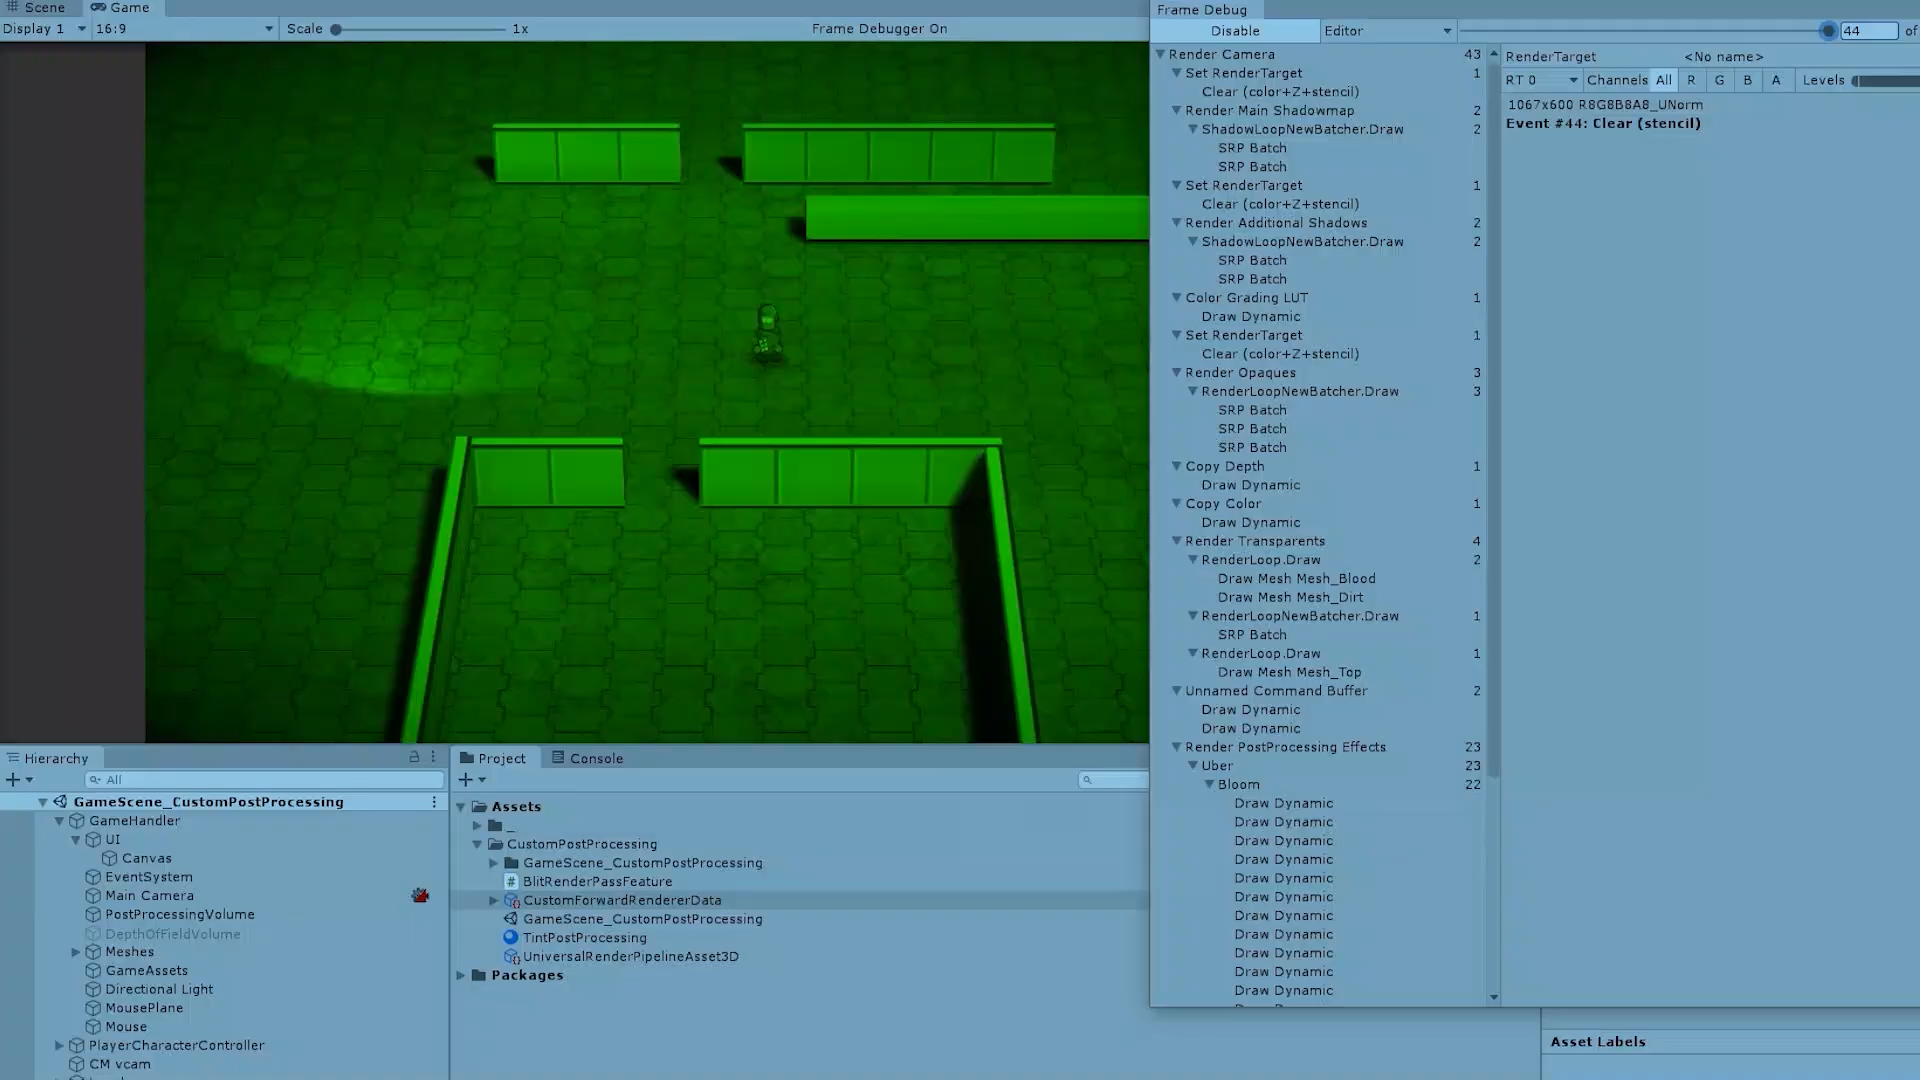 Scene
Game
Display 1
16:9
Scale
1x
Frame Debugger On
Frame Debug
Disable
Editor
44
of
Render Camera 43
Set RenderTarget 1
Clear (color+Z+stencil)
Render Main Shadowmap 2
ShadowLoopNewBatcher.Draw 2
SRP Batch
SRP Batch
Set RenderTarget 1
Clear (color+Z+stencil)
Render Additional Shadows 2
ShadowLoopNewBatcher.Draw 2
SRP Batch
SRP Batch
Color Grading LUT 1
Draw Dynamic
Set RenderTarget 1
Clear (color+Z+stencil)
Render Opaques 3
RenderLoopNewBatcher.Draw 3
SRP Batch
SRP Batch
SRP Batch
Copy Depth 1
Draw Dynamic
Copy Color 1
Draw Dynamic
Render Transparents 4
RenderLoop.Draw 2
Draw Mesh Mesh_Blood
Draw Mesh Mesh_Dirt
RenderLoopNewBatcher.Draw 1
SRP Batch
RenderLoop.Draw 1
Draw Mesh Mesh_Top
Unnamed Command Buffer 2
Draw Dynamic
Draw Dynamic
Render PostProcessing Effects 23
Uber 23
Bloom 22
Draw Dynamic
Draw Dynamic
Draw Dynamic
Draw Dynamic
Draw Dynamic
Draw Dynamic
Draw Dynamic
Draw Dynamic
Draw Dynamic
Draw Dynamic
Draw Dynamic
RenderTarget <No name>
RT 0 Channels All R G B A Levels
1067x600 R8G8B8A8_UNorm
Event #44: Clear (stencil)
Hierarchy
All
GameScene_CustomPostProcessing
GameHandler
UI
Canvas
EventSystem
Main Camera
PostProcessingVolume
DepthOfFieldVolume
Meshes
GameAssets
Directional Light
MousePlane
Mouse
PlayerCharacterController
CM vcam
Project
Console
Assets
_
CustomPostProcessing
GameScene_CustomPostProcessing
BlitRenderPassFeature
CustomForwardRendererData
GameScene_CustomPostProcessing
TintPostProcessing
UniversalRenderPipelineAsset3D
Packages
Asset Labels